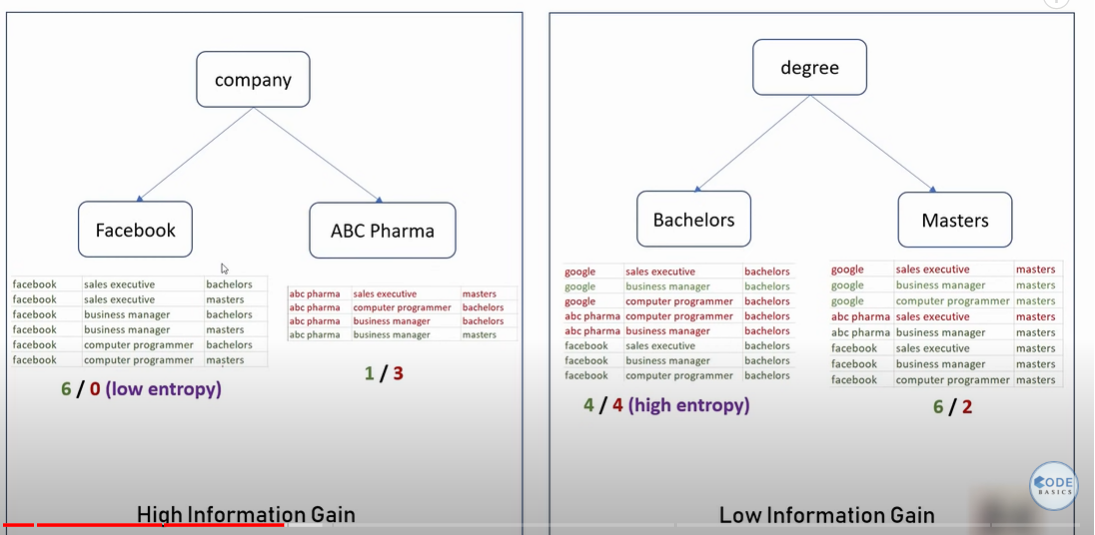 company
Facebook
ABC Pharma
facebook sales executive bachelors
facebook sales executive masters
facebook business manager bachelors
facebook business manager masters
facebook computer programmer bachelors
facebook computer programmer masters
6 / 0 (low entropy)
abc pharma sales executive masters
abc pharma computer programmer bachelors
abc pharma business manager bachelors
abc pharma business manager masters
1 / 3
High Information Gain
degree
Bachelors
Masters
google sales executive bachelors
google business manager bachelors
google computer programmer bachelors
abc pharma computer programmer bachelors
abc pharma business manager bachelors
facebook sales executive bachelors
facebook business manager bachelors
facebook computer programmer bachelors
4 / 4 (high entropy)
google sales executive masters
google business manager masters
google computer programmer masters
abc pharma sales executive masters
abc pharma business manager masters
facebook sales executive masters
facebook business manager masters
facebook computer programmer masters
6 / 2
Low Information Gain
CODE
BASICS